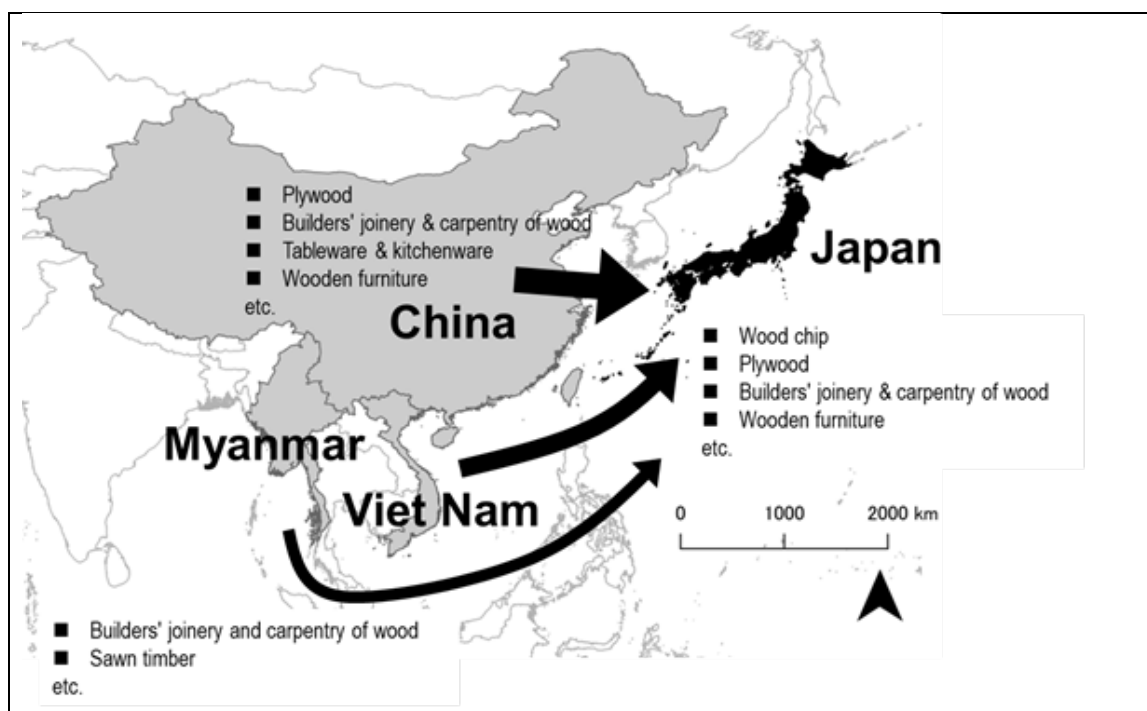 ■ Plywood
■ Builders' joinery & carpentry of wood
■ Tableware & kitchenware
■ Wooden furniture
etc.
China
Japan
■ Wood chip
■ Plywood
■ Builders' joinery & carpentry of wood
■ Wooden furniture
etc.
Myanmar
Viet Nam
0 1000 2000 km
■ Builders' joinery and carpentry of wood
■ Sawn timber
etc.